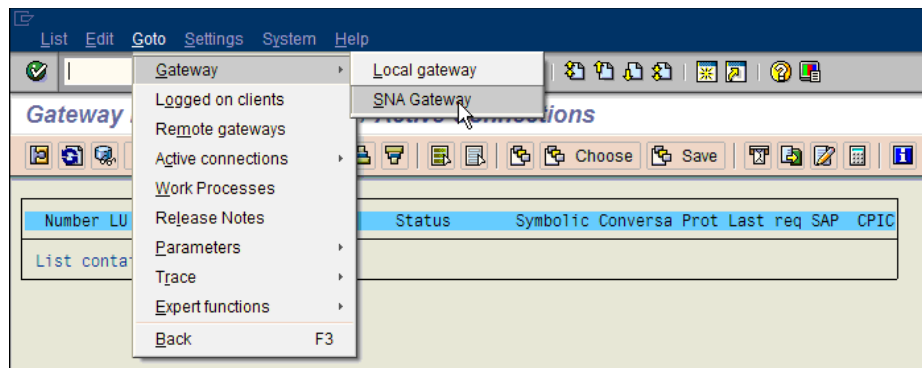 List Edit Goto Settings System Help
Gateway
Local gateway
Logged on clients
SNA Gateway
Gateway
Active Connections
Remote gateways
Active connections
Choose Save
Work Processes
Release Notes
Number LU Status Symbolic Conversa Prot Last req SAP CPIC
Parameters
List
Trace
Expert functions
Back F3